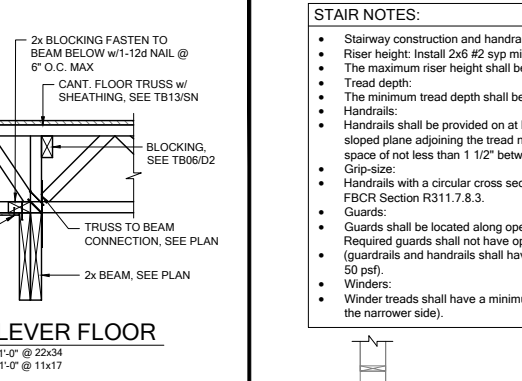 2x BLOCKING FASTEN TO
BEAM BELOW w/1-12d NAIL @
6" O.C. MAX
CANT. FLOOR TRUSS w/
SHEATHING, SEE TB13/SN
BLOCKING,
SEE TB06/D2
TRUSS TO BEAM
CONNECTION, SEE PLAN
2x BEAM, SEE PLAN
LEVER FLOOR
1'-0" @ 22x34
1'-0" @ 11x17
STAIR NOTES:
• Stairway construction and handra
• Riser height: Install 2x6 #2 syp mi
• The maximum riser height shall be
• Tread depth:
• The minimum tread depth shall be
• Handrails:
• Handrails shall be provided on at
sloped plane adjoining the tread n
space of not less than 1 1/2" betw
• Grip-size:
• Handrails with a circular cross sec
FBCR Section R311.7.8.3.
• Guards:
• Guards shall be located along ope
Required guards shall not have op
• (guardrails and handrails shall hav
50 psf).
• Winders:
• Winder treads shall have a minimu
the narrower side).